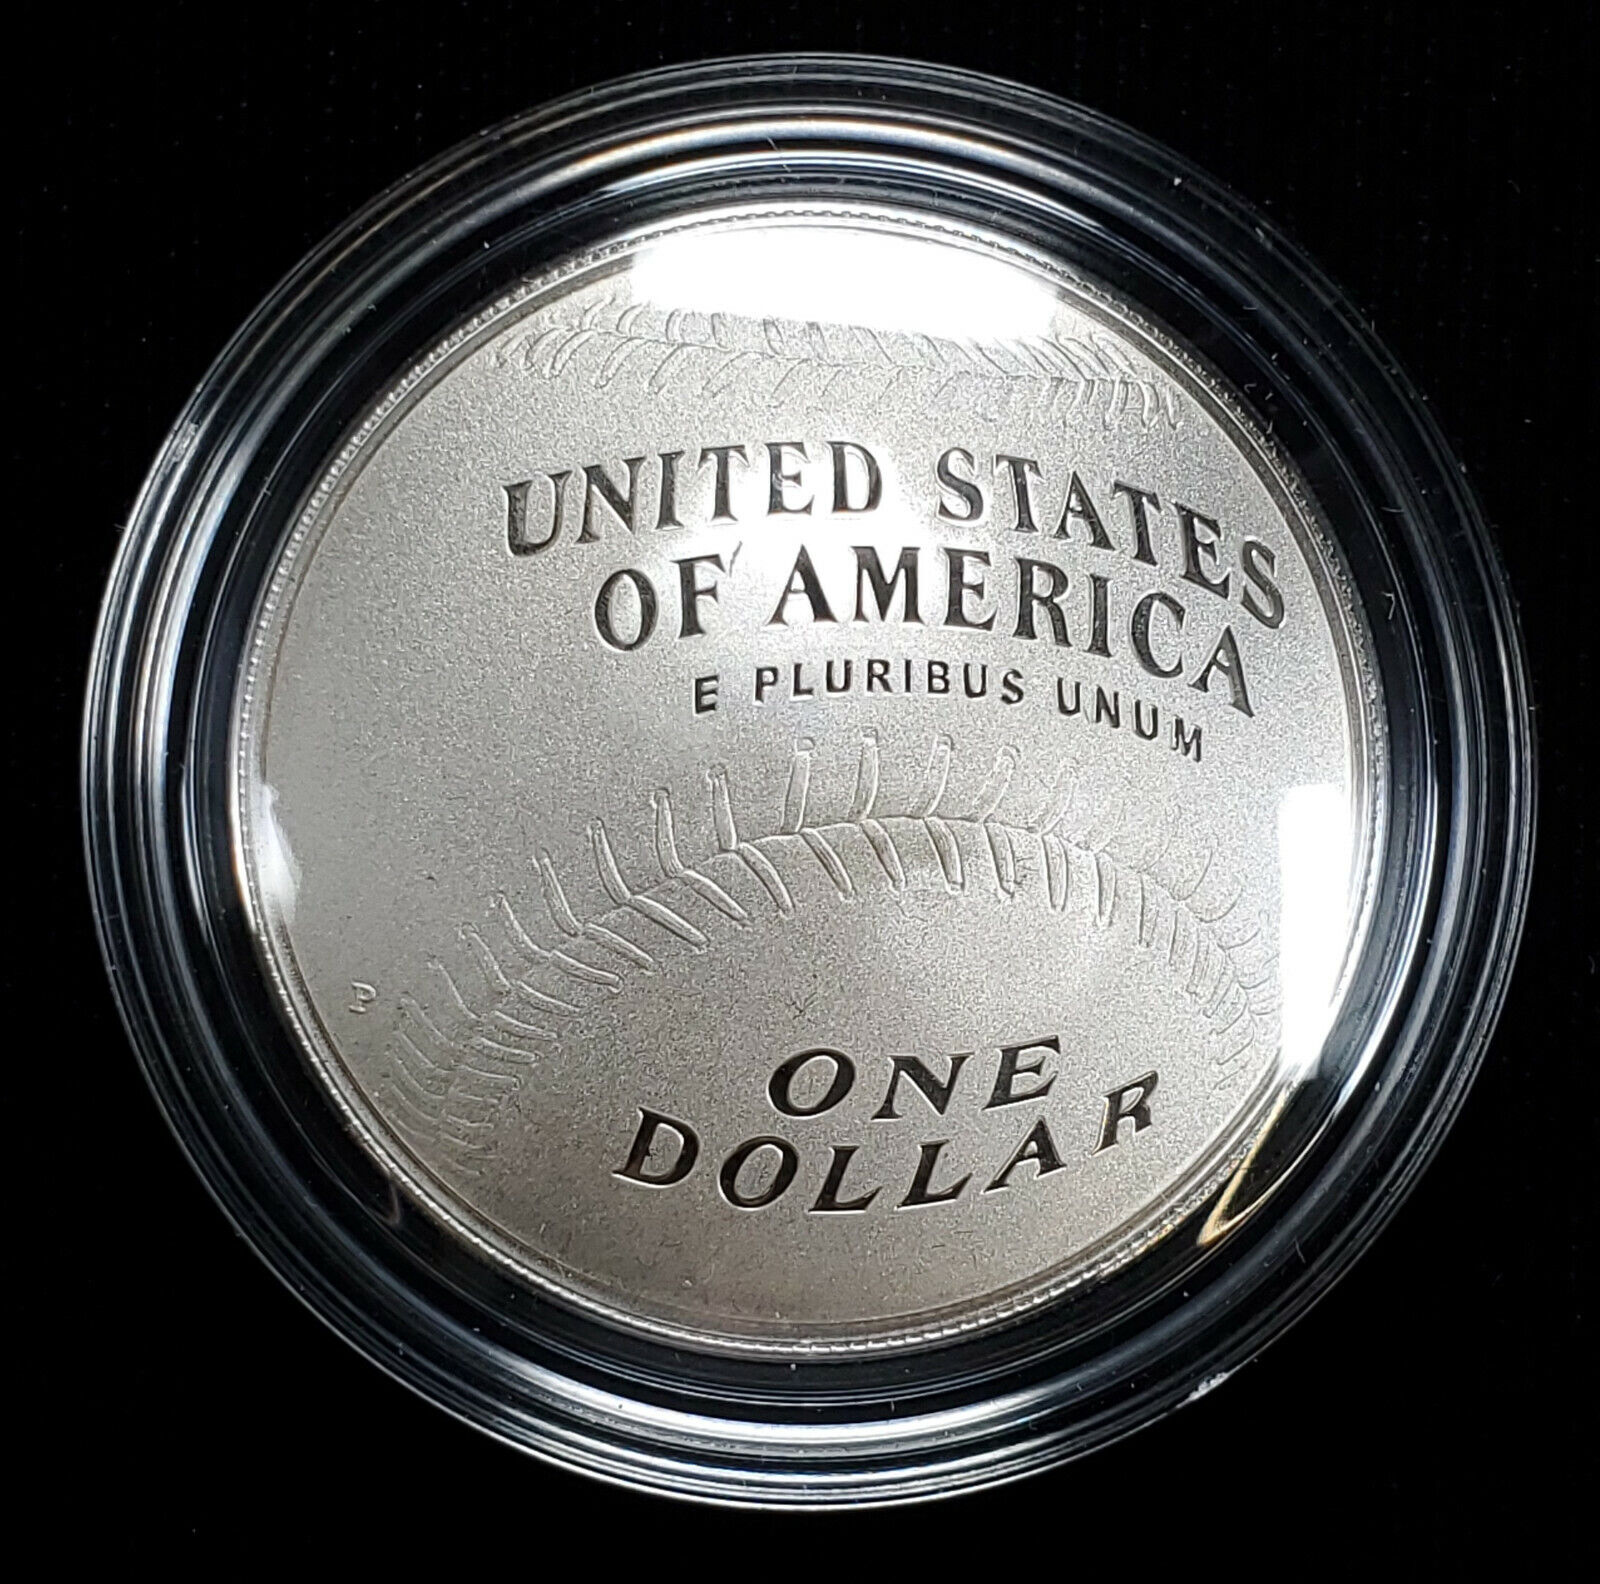 UNITED STATES
OF AMERICA
E PLURIBUS UNUM
P
ONE
DOLLAR